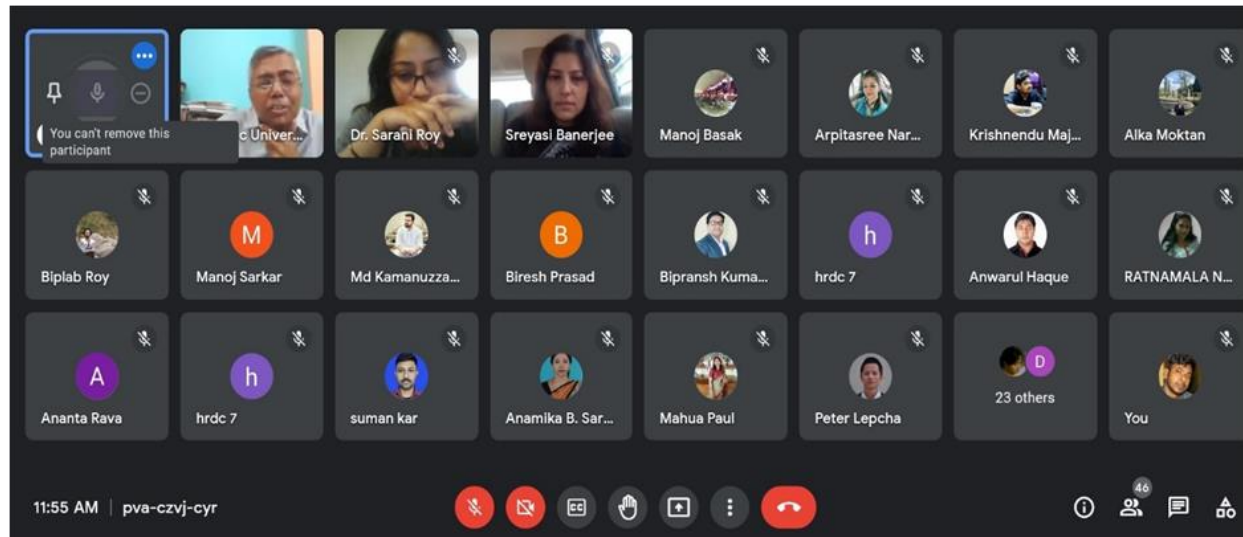 You can't remove this
participant
c Univer...
Dr. Sarani Roy
Sreyasi Banerjee
Manoj Basak
Arpitasree Nar...
Krishnendu Maj...
Alka Moktan
Biplab Roy
M
Manoj Sarkar
Md Kamanuzza...
B
Biresh Prasad
Bipransh Kuma...
h
hrdc 7
Anwarul Haque
RATNAMALA N...
A
Ananta Rava
h
hrdc 7
suman kar
Anamika B. Sar...
Mahua Paul
Peter Lepcha
D
23 others
You
11:55 AM | pva-czvj-cyr
CC
46